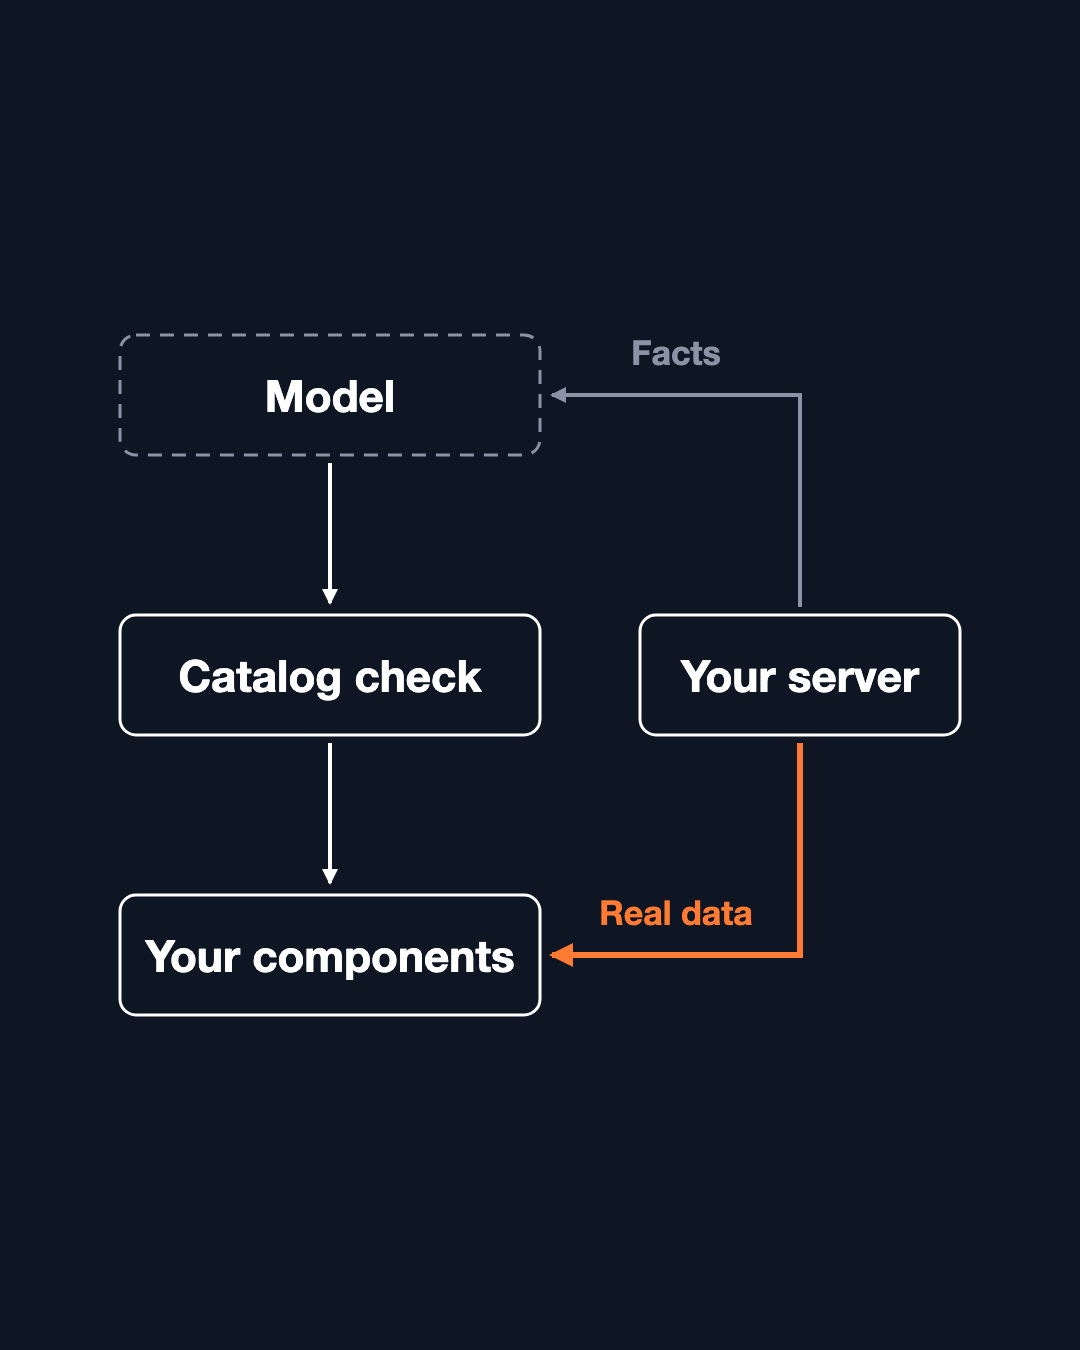 Model
Facts
Catalog check
Your server
Real data
Your components